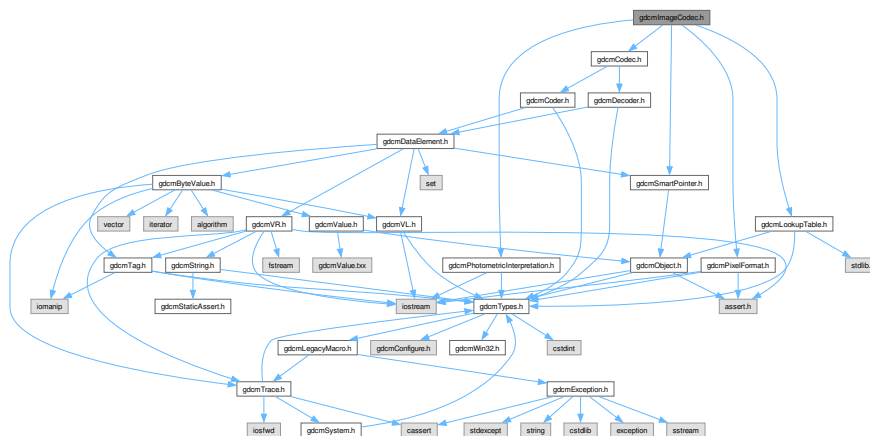 gdcmImageCodec.h
gdcmCodec.h
gdcmCoder.h
gdcmDecoder.h
gdcmDataElement.h
gdcmByteValue.h
set
gdcmSmartPointer.h
vector
iterator
algorithm
gdcmVR.h
gdcmValue.h
gdcmVL.h
gdcmLookupTable.h
gdcmTag.h
gdcmString.h
fstream
gdcmValue.txx
gdcmPhotometricInterpretation.h
gdcmObject.h
gdcmPixelFormat.h
stdlib.
iomanip
gdcmStaticAssert.h
iostream
gdcmTypes.h
assert.h
gdcmLegacyMacro.h
gdcmConfigure.h
gdcmWin32.h
cstdint
gdcmTrace.h
gdcmException.h
iosfwd
gdcmSystem.h
cassert
stdexcept
string
cstdlib
exception
sstream